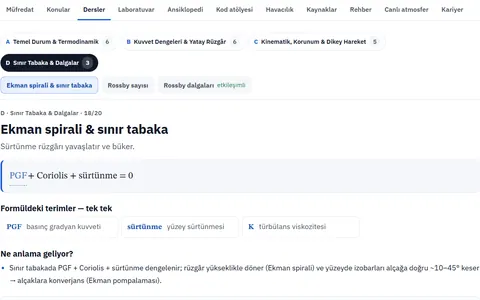 Müfredat Konular Dersler Laboratuvar Ansiklopedi Kod atölyesi Havacılık Kaynaklar Rehber Canlı atmosfer Kariyer
A Temel Durum & Termodinamik 6 B Kuvvet Dengeleri & Yatay Rüzgâr 6 C Kinematik, Korunum & Dikey Hareket 5
D Sınır Tabaka & Dalgalar 3
Ekman spirali & sınır tabaka Rossby sayısı Rossby dalgaları etkileşimli
D · Sınır Tabaka & Dalgalar · 18/20
Ekman spirali & sınır tabaka
Sürtünme rüzgârı yavaşlatır ve büker.
PGF + Coriolis + sürtünme = 0
Formüldeki terimler — tek tek
PGF basınç gradyan kuvveti sürtünme yüzey sürtünmesi K türbülans viskozitesi
Ne anlama geliyor?
• Sınır tabakada PGF + Coriolis + sürtünme dengelenir; rüzgâr yükseklikle döner (Ekman spirali) ve yüzeyde izobarları alçağa doğru ~10–45° keser
→ alçaklara konverjans (Ekman pompalaması).